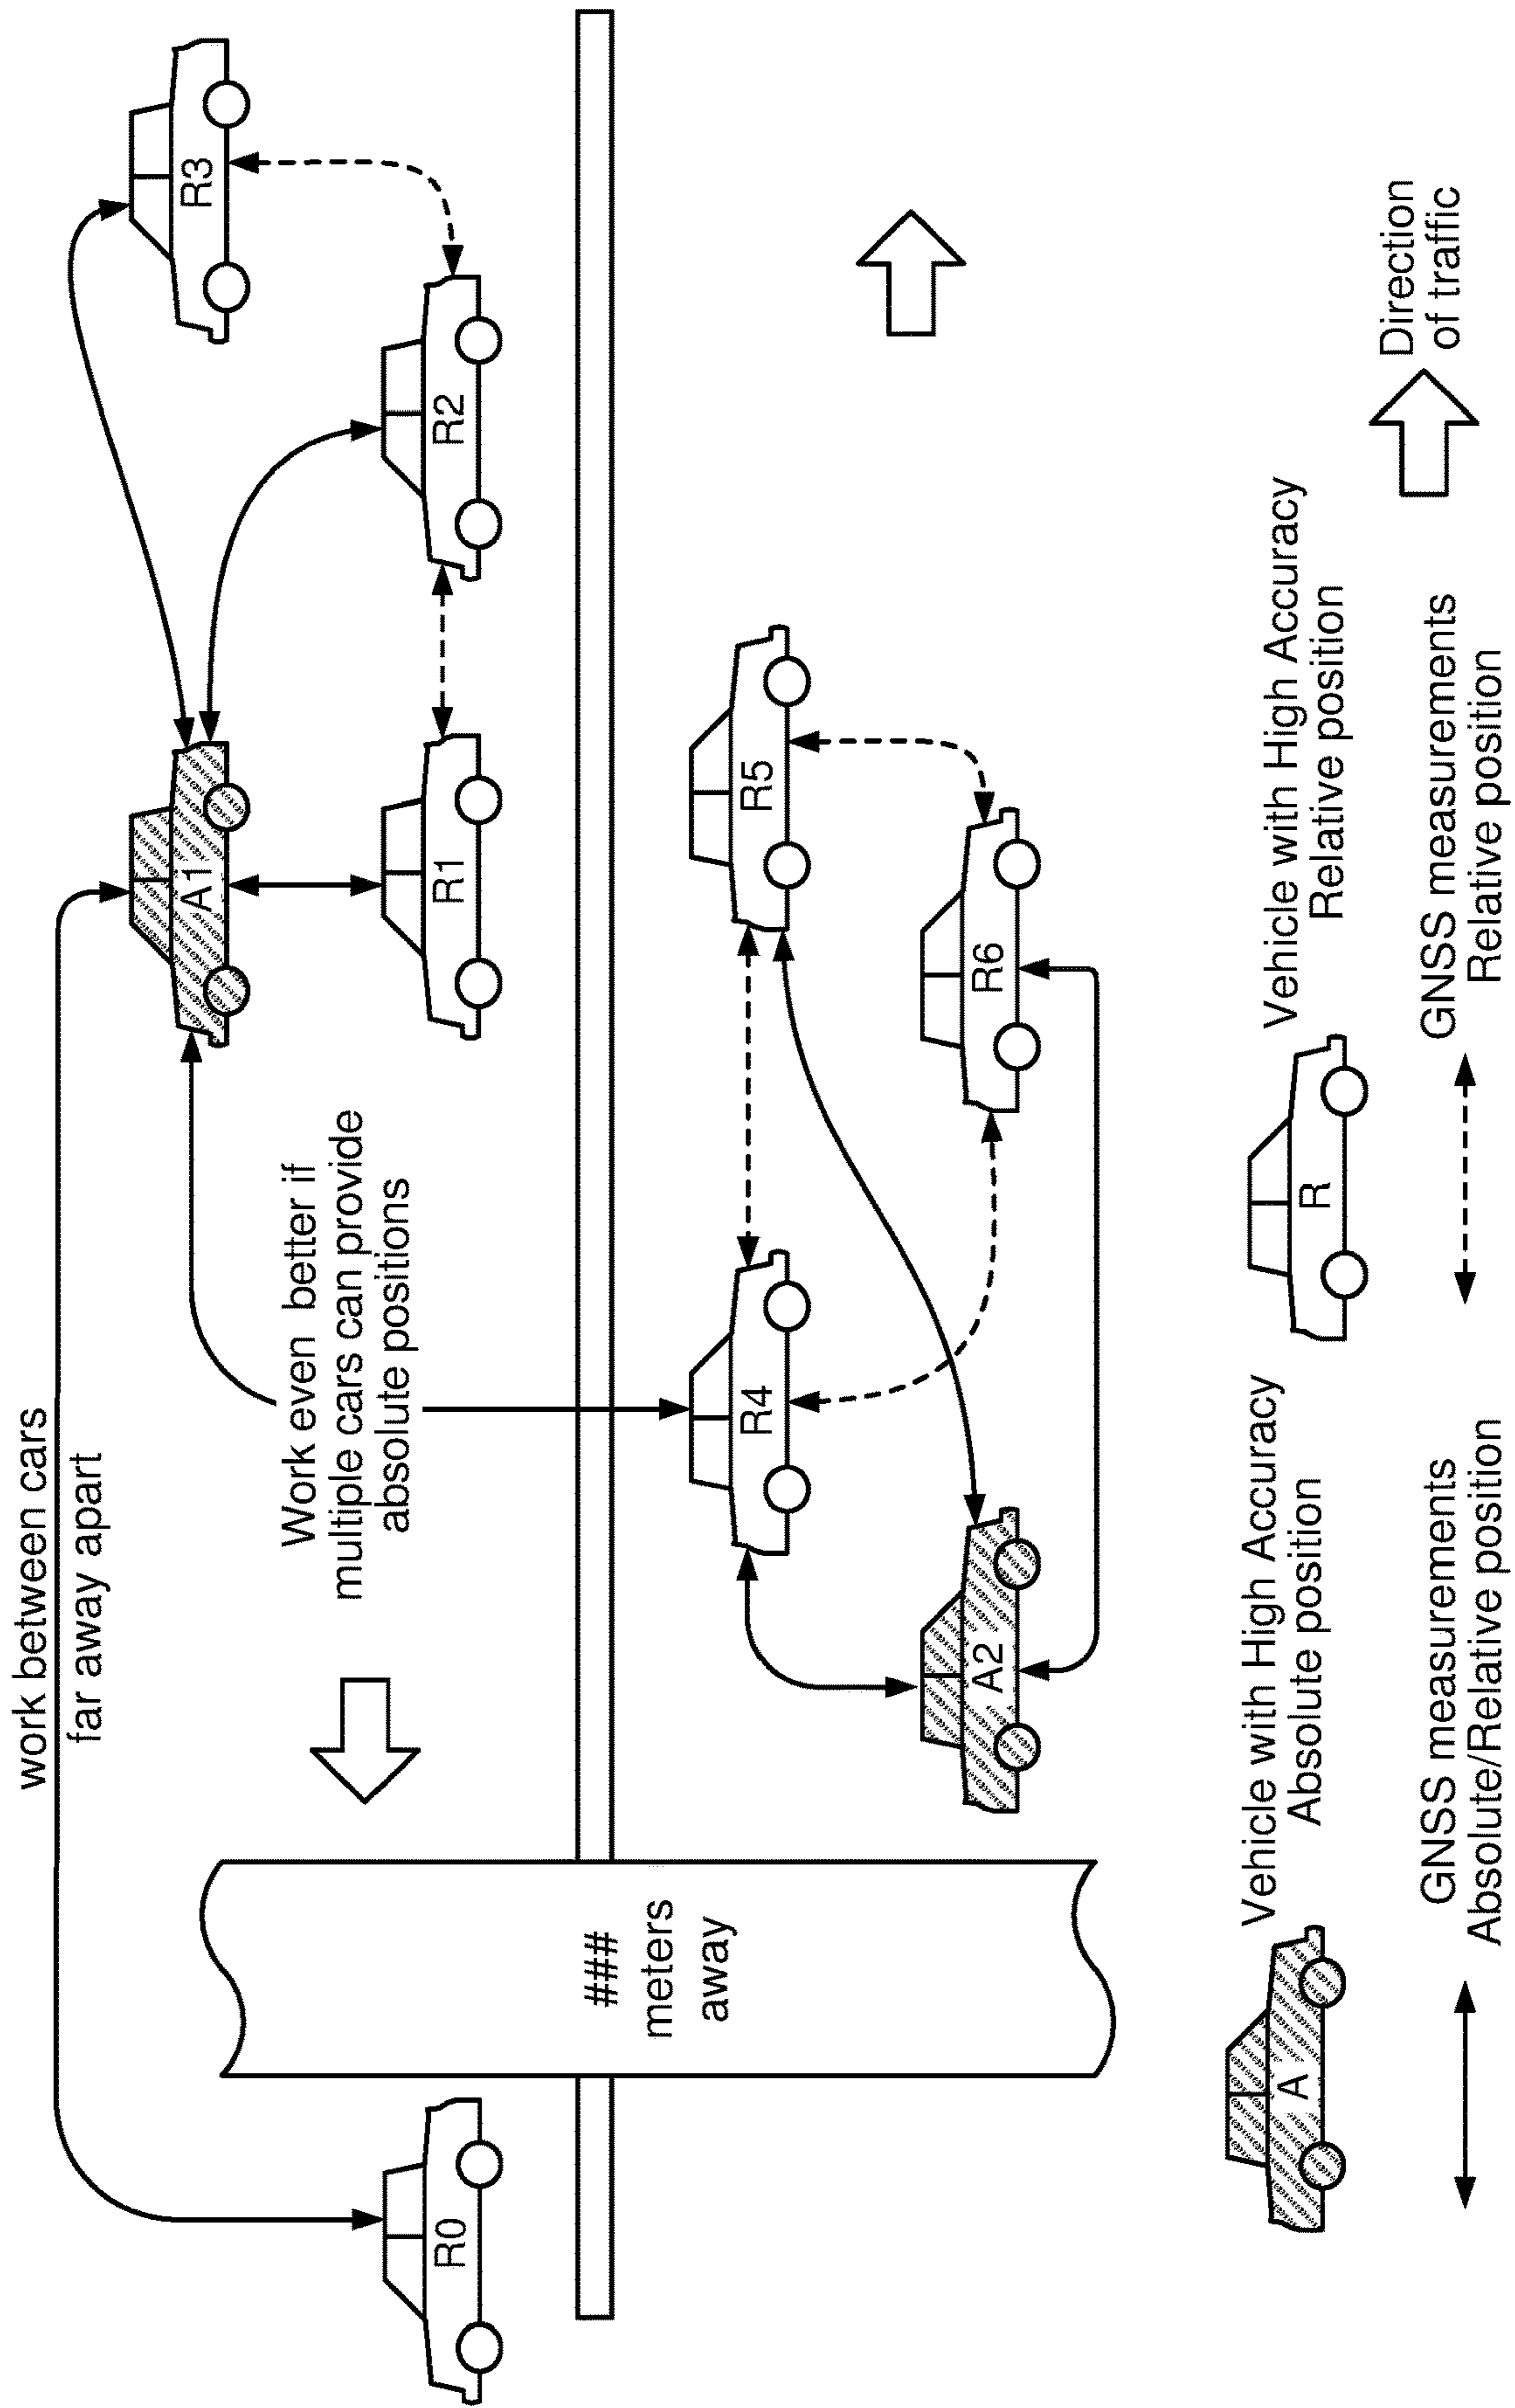 work between cars
far away apart
R3
A1
Work even better if
multiple cars can provide
absolute positions
R0
R1
R2
###
meters
away
R4
R5
A2
R6
A
Vehicle with High Accuracy
Absolute position
R
Vehicle with High Accuracy
Relative position
GNSS measurements
Absolute/Relative position
GNSS measurements
Relative position
Direction
of traffic